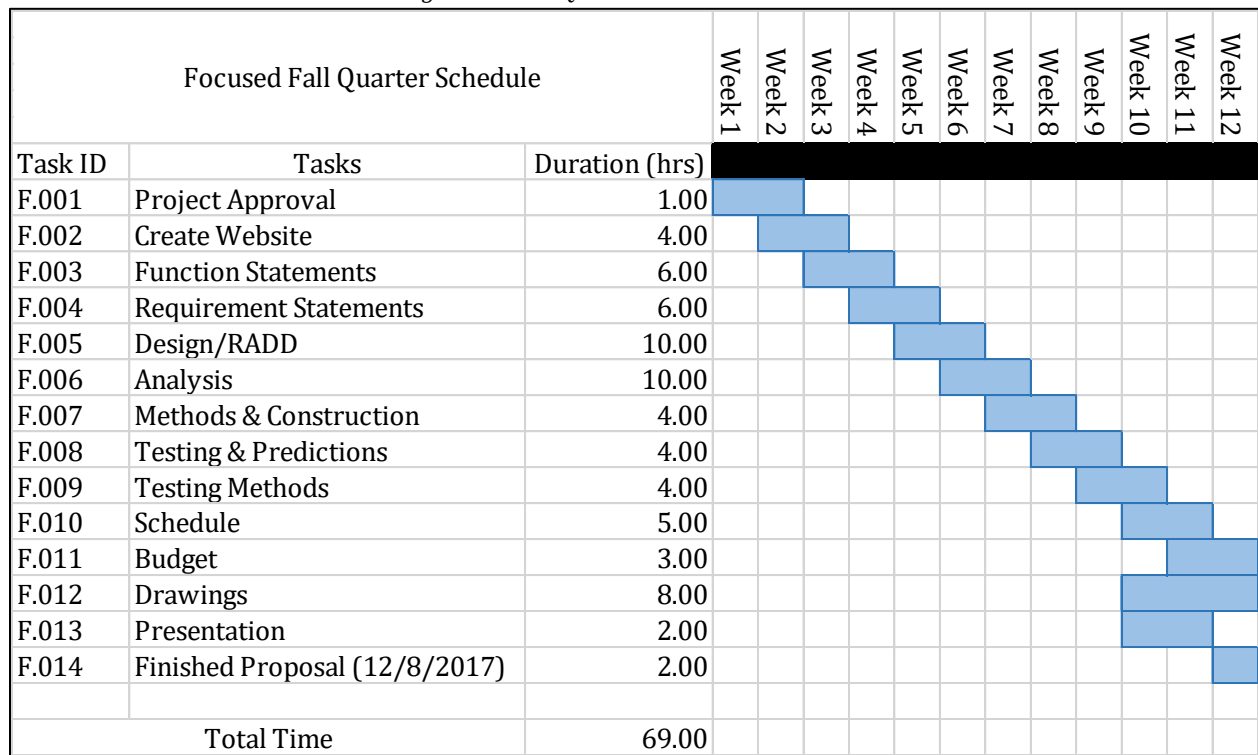 Focused Fall Quarter Schedule Week 1 Week 2 Week 3 Week 4 Week 5 Week 6 Week 7 Week 8 Week 9 Week 10 Week 11 Week 12
Task ID Tasks Duration (hrs)
F.001 Project Approval 1.00
F.002 Create Website 4.00
F.003 Function Statements 6.00
F.004 Requirement Statements 6.00
F.005 Design/RADD 10.00
F.006 Analysis 10.00
F.007 Methods & Construction 4.00
F.008 Testing & Predictions 4.00
F.009 Testing Methods 4.00
F.010 Schedule 5.00
F.011 Budget 3.00
F.012 Drawings 8.00
F.013 Presentation 2.00
F.014 Finished Proposal (12/8/2017) 2.00
Total Time 69.00